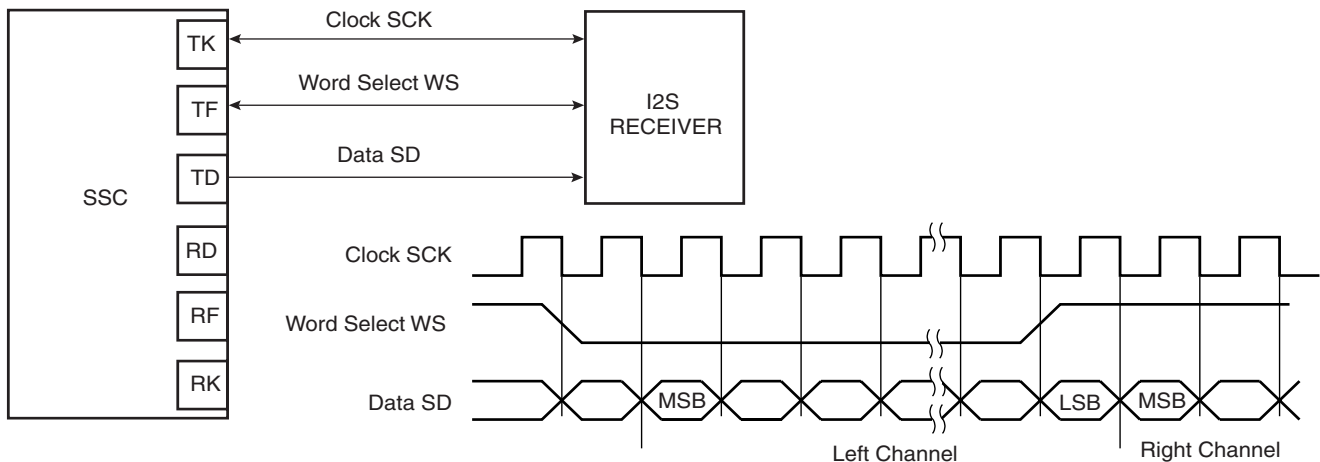 Clock SCK
TK
Word Select WS
TF
I2S
RECEIVER
Data SD
TD
SSC
RD
RF
RK
Clock SCK
Word Select WS
Data SD
MSB
LSB
MSB
Left Channel
Right Channel